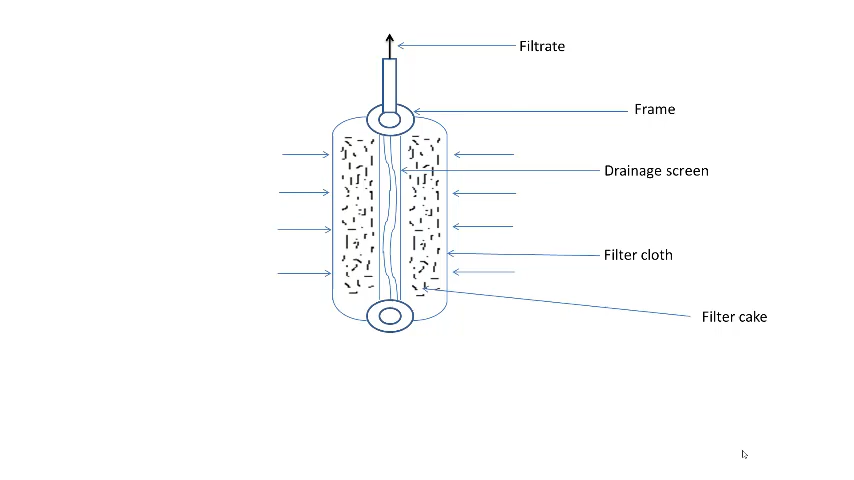 Filtrate
Frame
Drainage screen
Filter cloth
Filter cake